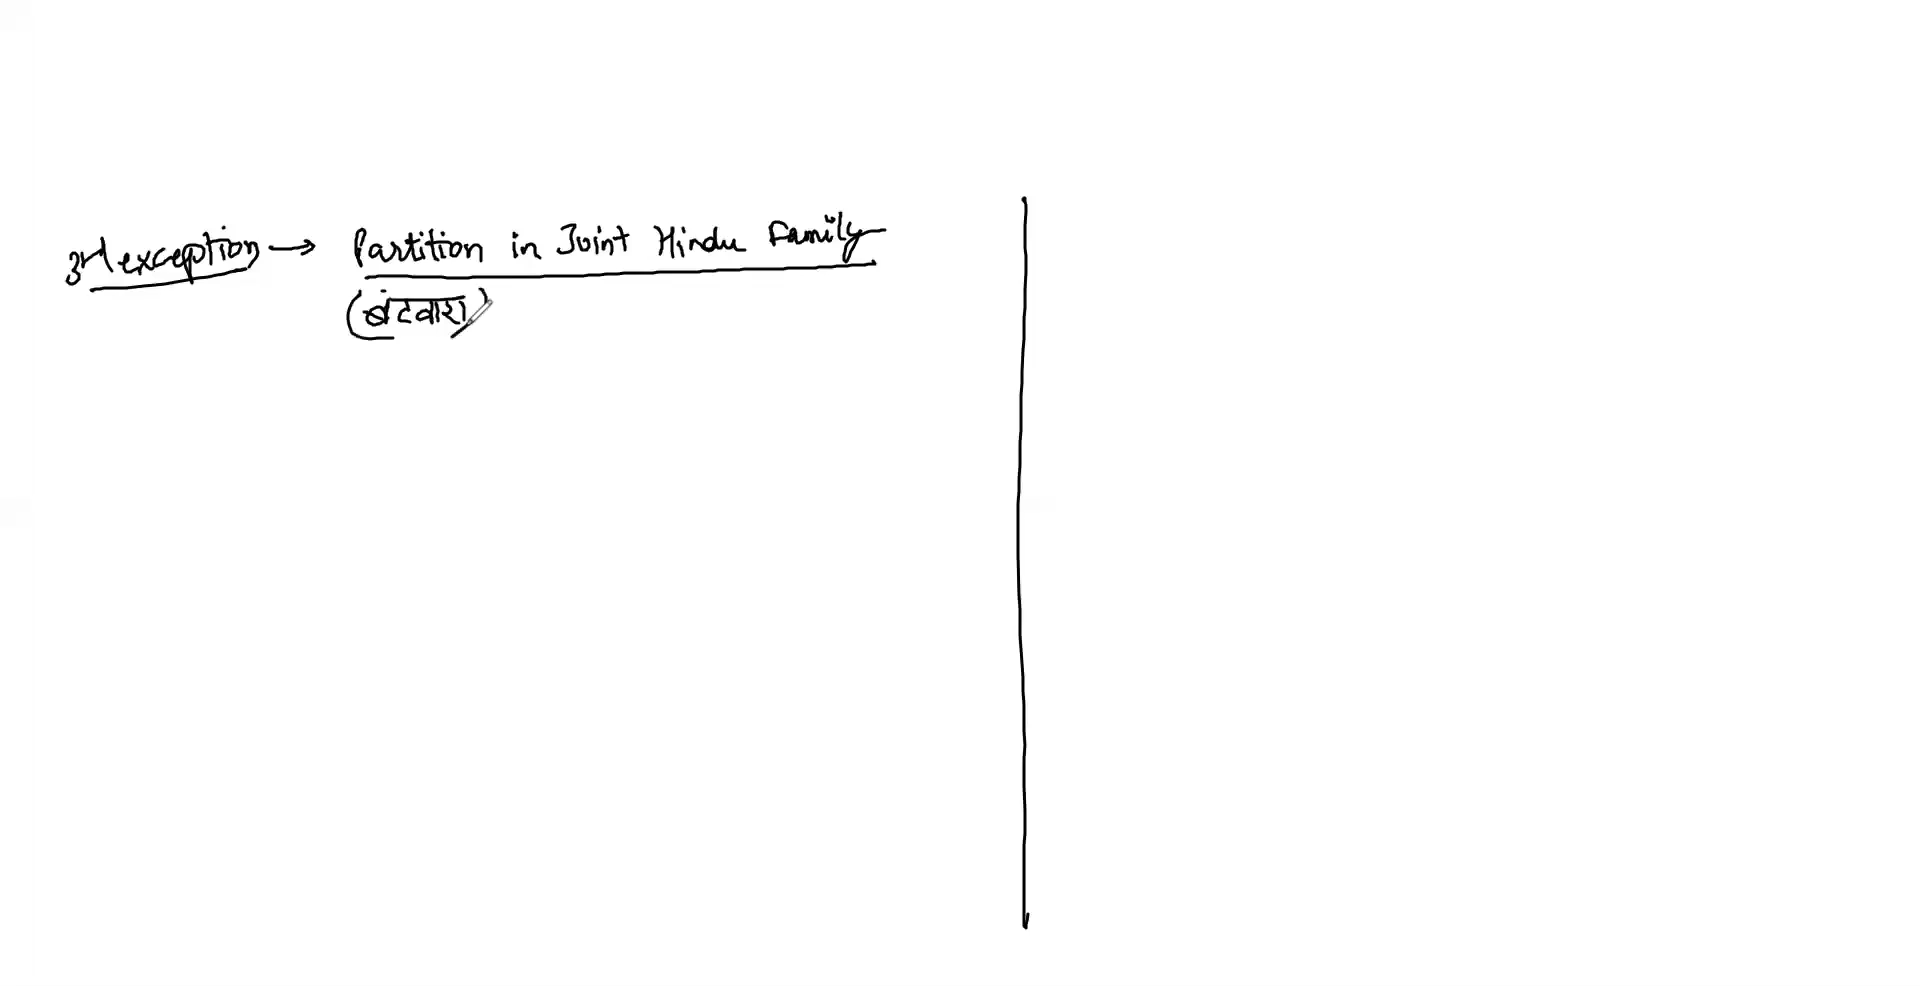 3rd exception → Partition in Joint Hindu Family
(बंटवारा)